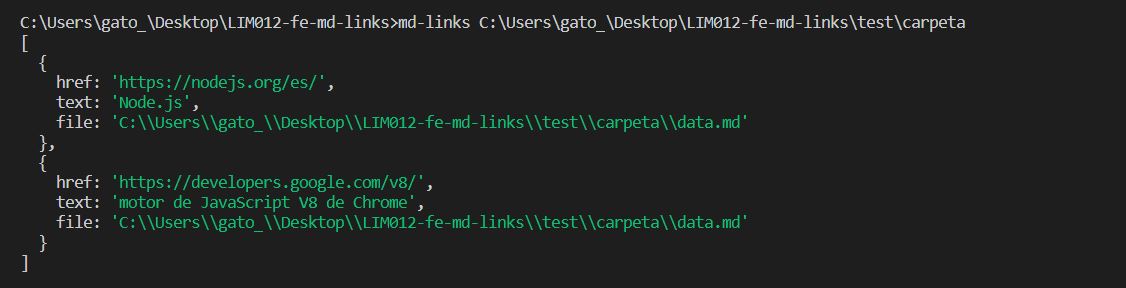 C:\Users\gato_\Desktop\LIM012-fe-md-links>md-links C:\Users\gato_\Desktop\LIM012-fe-md-links\test\carpeta
[
  {
    href: 'https://nodejs.org/es/',
    text: 'Node.js',
    file: 'C:\\Users\\gato_\\Desktop\\LIM012-fe-md-links\\test\\carpeta\\data.md'
  },
  {
    href: 'https://developers.google.com/v8/',
    text: 'motor de JavaScript V8 de Chrome',
    file: 'C:\\Users\\gato_\\Desktop\\LIM012-fe-md-links\\test\\carpeta\\data.md'
  }
]